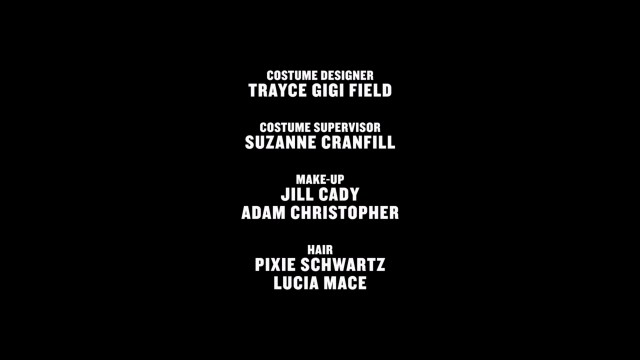 COSTUME DESIGNER
TRAYCE GIGI FIELD
COSTUME SUPERVISOR
SUZANNE CRANFILL
MAKE-UP
JILL CADY
ADAM CHRISTOPHER
HAIR
PIXIE SCHWARTZ
LUCIA MACE